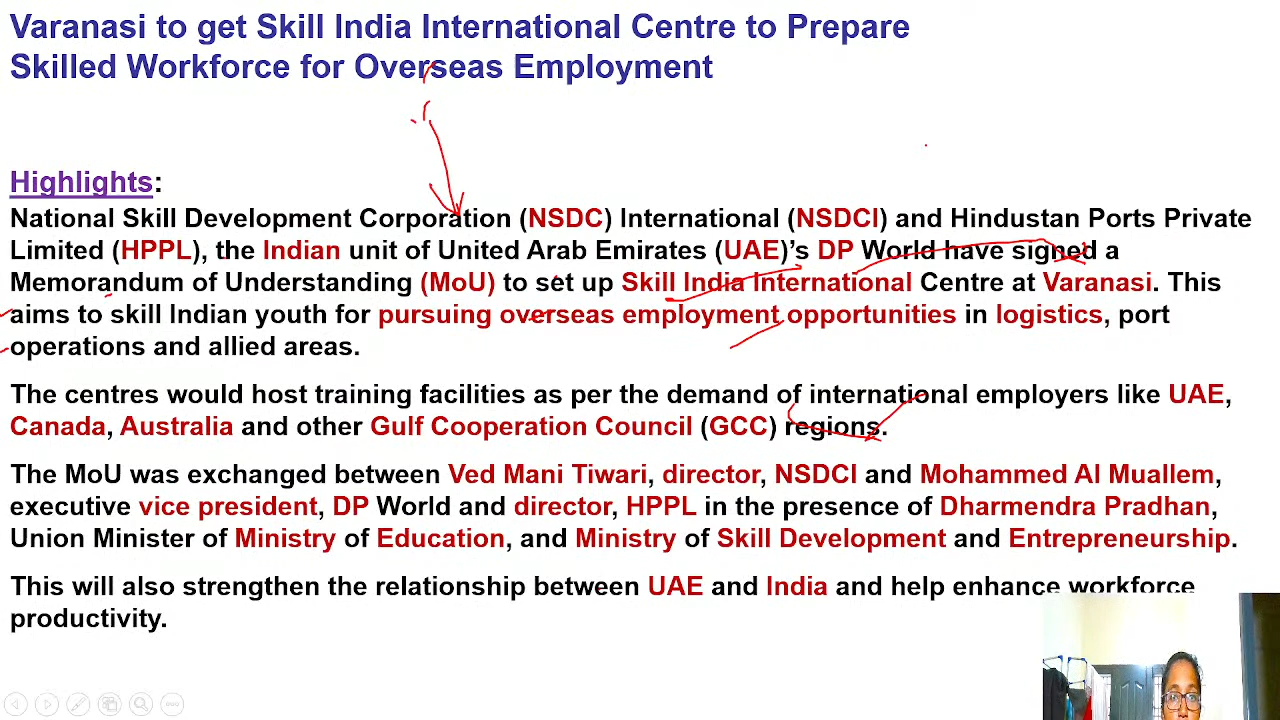 Varanasi to get Skill India International Centre to Prepare
Skilled Workforce for Overseas Employment
Highlights:
National Skill Development Corporation (NSDC) International (NSDCI) and Hindustan Ports Private
Limited (HPPL), the Indian unit of United Arab Emirates (UAE)’s DP World have signed a
Memorandum of Understanding (MoU) to set up Skill India International Centre at Varanasi. This
aims to skill Indian youth for pursuing overseas employment opportunities in logistics, port
operations and allied areas.
The centres would host training facilities as per the demand of international employers like UAE,
Canada, Australia and other Gulf Cooperation Council (GCC) regions.
The MoU was exchanged between Ved Mani Tiwari, director, NSDCI and Mohammed Al Muallem,
executive vice president, DP World and director, HPPL in the presence of Dharmendra Pradhan,
Union Minister of Ministry of Education, and Ministry of Skill Development and Entrepreneurship.
This will also strengthen the relationship between UAE and India and help enhance workforce
productivity.